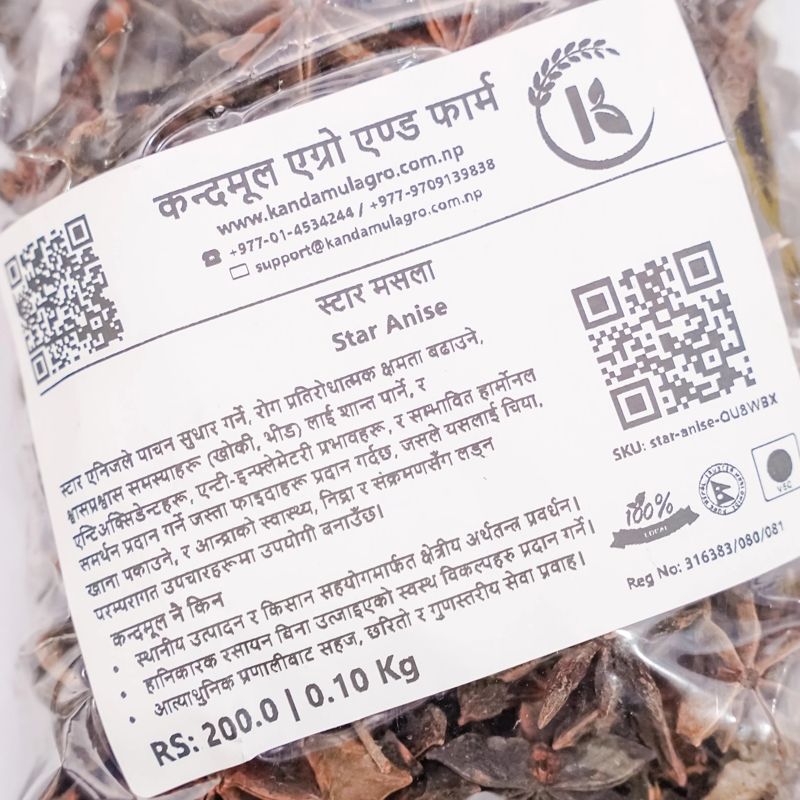 कन्दमूल एग्रो एण्ड फार्म
www.kandamulagro.com.np
+977-01-4534244 / +977-9709139838
support@kandamulagro.com.np
स्टार मसला
Star Anise
स्टार एनिजले पाचन सुधार गर्ने, रोग प्रतिरोधात्मक क्षमता बढाउने,
श्वासप्रश्वास समस्याहरू (खोकी, भीड) लाई शान्त पार्ने, र
एन्टिअक्सिडेन्टहरू, एन्टी-इन्फ्लेमेटरी प्रभावहरू, र सम्भावित हार्मोनल
समर्थन प्रदान गर्ने जस्ता फाइदाहरू प्रदान गर्दछ, जसले यसलाई चिया,
खाना पकाउने, र आन्द्राको स्वास्थ्य, निद्रा र संक्रमणसँग लड्न
परम्परागत उपचारहरूमा उपयोगी बनाउँछ।
कन्दमूल नै किन
• स्थानीय उत्पादन र किसान सहयोगमार्फत क्षेत्रीय अर्थतन्त्र प्रवर्धन।
• हानिकारक रसायन विना उत्जाइएको स्वस्थ विकल्पहरु प्रदान गर्ने।
• आत्याधुनिक प्रणालीबाट सहज, छरितो र गुणस्तरीय सेवा प्रवाह।
RS: 200.0 | 0.10 Kg
K
SKU: star-anise-OU8WBX
100%
LOCAL
VEG
Reg No: 316383/080/081